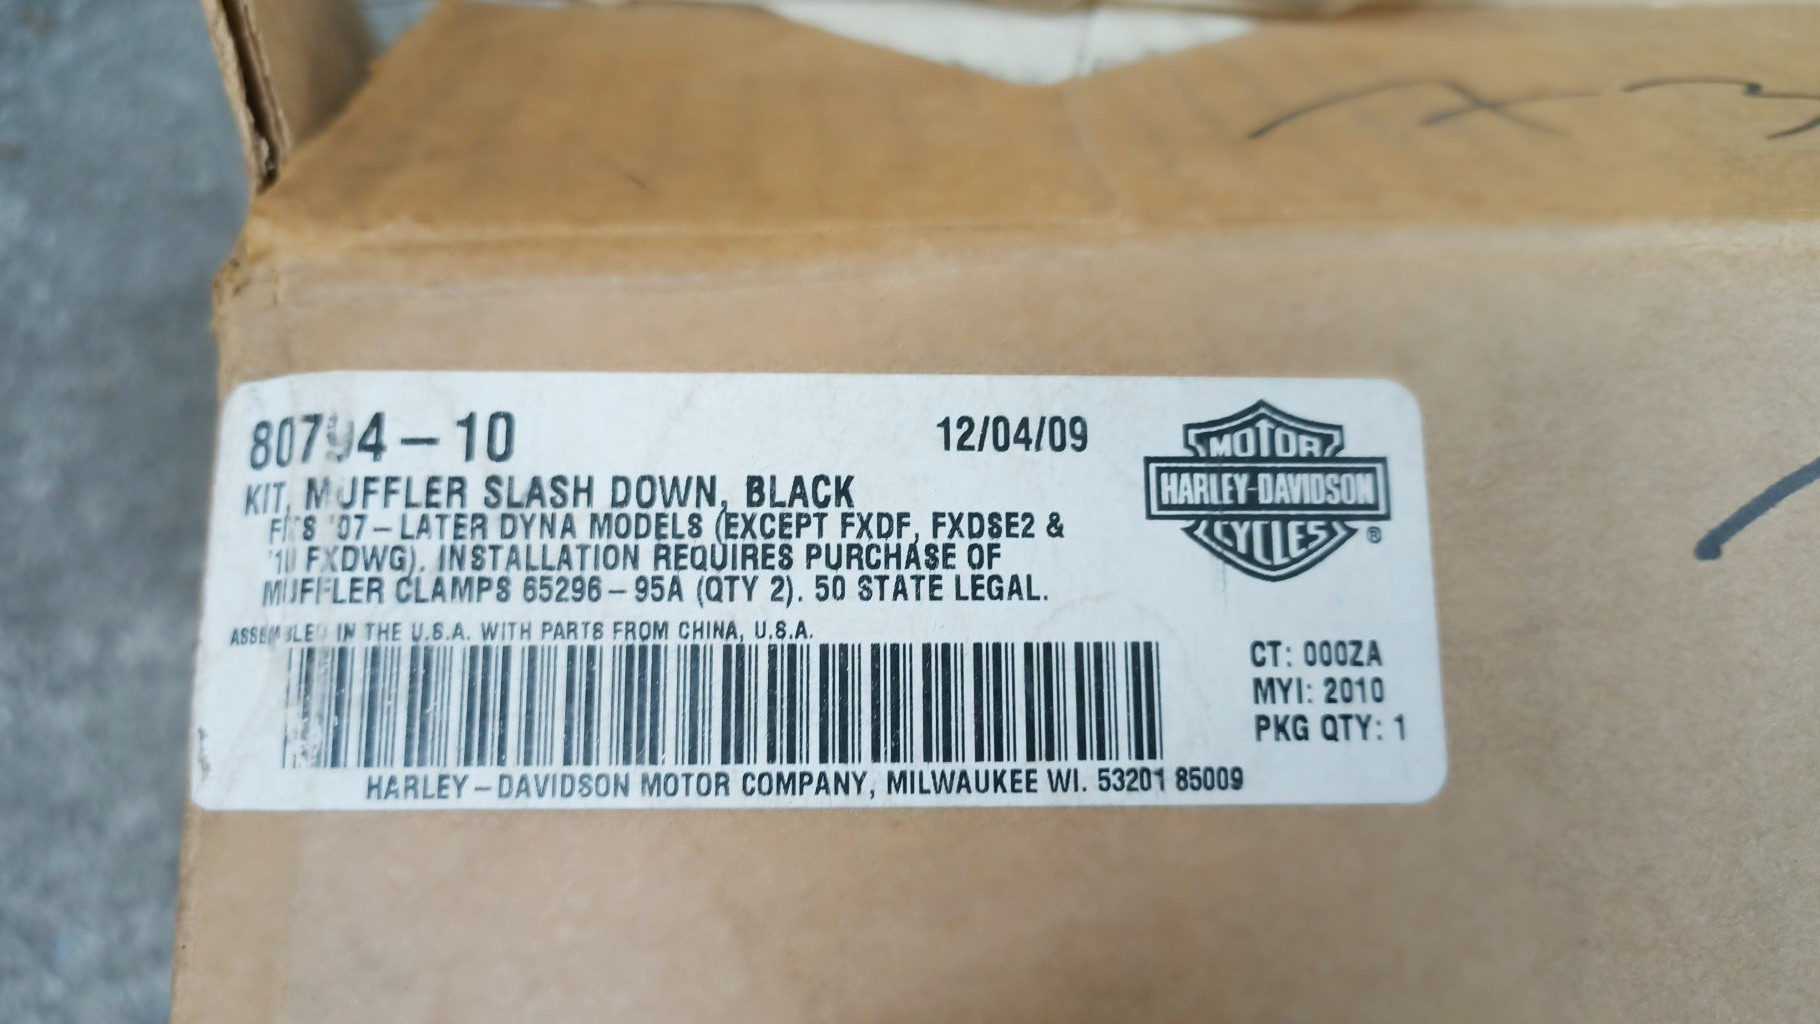 12/04/09
KIT, MUFFLER SLASH DOWN, BLACK
FITS '07-LATER DYNA MODELS (EXCEPT FXDF, FXDSE2 &
'10 FXDWG). INSTALLATION REQUIRES PURCHASE OF
MUFFLER CLAMPS 65296-95A (QTY 2). 50 STATE LEGAL.
ASSEMBLED IN THE U.S.A. WITH PARTS FROM CHINA, U.S.A.
HARLEY-DAVIDSON MOTOR COMPANY, MILWAUKEE WI. 53201 85009
MOTOR
HARLEY-DAVIDSON
CYCLES
®
CT: 000ZA
MYI: 2010
PKG QTY: 1